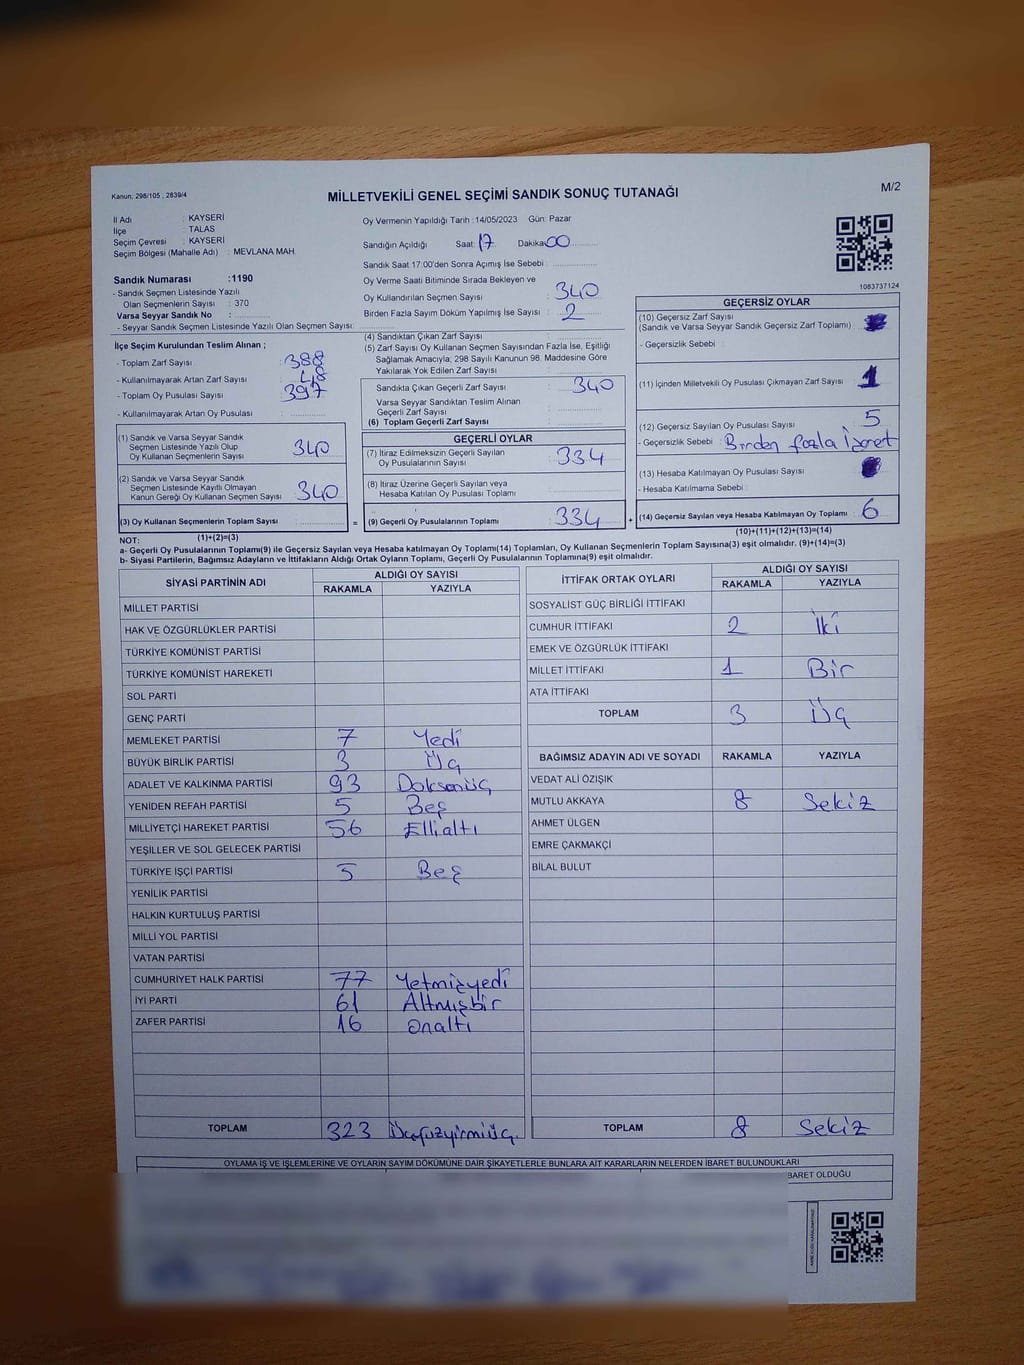 Kanun, 298/105 , 2839/4
MİLLETVEKİLİ GENEL SEÇİMİ SANDIK SONUÇ TUTANAĞI
M/2
İl Adı : KAYSERİ
İlçe : TALAS
Seçim Çevresi : KAYSERİ
Seçim Bölgesi (Mahalle Adı) : MEVLANA MAH.
Oy Vermenin Yapıldığı Tarih : 14/05/2023 Gün: Pazar
Sandığın Açıldığı Saat: 17 Dakika: 00
Sandık Saat 17:00'den Sonra Açımış İse Sebebi :
Sandık Numarası :1190
- Sandık Seçmen Listesinde Yazılı
Olan Seçmenlerin Sayısı : 370
Varsa Seyyar Sandık No :
- Seyyar Sandık Seçmen Listesinde Yazılı Olan Seçmen Sayısı:
Oy Verme Saati Bitiminde Sırada Bekleyen ve
Oy Kullandırılan Seçmen Sayısı : 340
Birden Fazla Sayım Döküm Yapılmış İse Sayısı : 2
1083737124
İlçe Seçim Kurulundan Teslim Alınan ;
- Toplam Zarf Sayısı : 388
- Kullanılmayarak Artan Zarf Sayısı : 48
- Toplam Oy Pusulası Sayısı : 397
- Kullanılmayarak Artan Oy Pusulası :
(4) Sandıktan Çıkan Zarf Sayısı :
(5) Zarf Sayısı Oy Kullanan Seçmen Sayısından Fazla İse, Eşitliği
Sağlamak Amacıyla; 298 Sayılı Kanunun 98. Maddesine Göre
Yakılarak Yok Edilen Zarf Sayısı :
Sandıkta Çıkan Geçerli Zarf Sayısı : 340
Varsa Seyyar Sandıktan Teslim Alınan
Geçerli Zarf Sayısı :
(6) Toplam Geçerli Zarf Sayısı :
GEÇERSİZ OYLAR
(10) Geçersiz Zarf Sayısı
(Sandık ve Varsa Seyyar Sandık Geçersiz Zarf Toplamı) :
- Geçersizlik Sebebi :
(11) İçinden Milletvekili Oy Pusulası Çıkmayan Zarf Sayısı : 1
(12) Geçersiz Sayılan Oy Pusulası Sayısı : 5
- Geçersizlik Sebebi : Birden fazla işaret
(13) Hesaba Katılmayan Oy Pusulası Sayısı :
- Hesaba Katılmama Sebebi :
(14) Geçersiz Sayılan veya Hesaba Katılmayan Oy Toplamı : 6
(10)+(11)+(12)+(13)=(14)
(1) Sandık ve Varsa Seyyar Sandık
Seçmen Listesinde Yazılı Olup
Oy Kullanan Seçmenlerin Sayısı : 340
(2) Sandık ve Varsa Seyyar Sandık
Seçmen Listesinde Kayıtlı Olmayan
Kanun Gereği Oy Kullanan Seçmen Sayısı : 340
(3) Oy Kullanan Seçmenlerin Toplam Sayısı :
(1)+(2)=(3)
GEÇERLİ OYLAR
(7) İtiraz Edilmeksizin Geçerli Sayılan
Oy Pusulalarının Sayısı : 334
(8) İtiraz Üzerine Geçerli Sayılan veya
Hesaba Katılan Oy Pusulası Toplamı :
= (9) Geçerli Oy Pusulalarının Toplamı : 334 +
NOT:
a- Geçerli Oy Pusulalarının Toplamı(9) ile Geçersiz Sayılan veya Hesaba katılmayan Oy Toplamı(14) Toplamları, Oy Kullanan Seçmenlerin Toplam Sayısına(3) eşit olmalıdır. (9)+(14)=(3)
b- Siyasi Partilerin, Bağımsız Adayların ve İttifakların Aldığı Ortak Oyların Toplamı, Geçerli Oy Pusulalarının Toplamına(9) eşit olmalıdır.
SİYASİ PARTİNİN ADI
ALDIĞI OY SAYISI
RAKAMLA YAZIYLA
MİLLET PARTİSİ
HAK VE ÖZGÜRLÜKLER PARTİSİ
TÜRKİYE KOMÜNİST PARTİSİ
TÜRKİYE KOMÜNİST HAREKETİ
SOL PARTİ
GENÇ PARTİ
MEMLEKET PARTİSİ 7 Yedi
BÜYÜK BİRLİK PARTİSİ 3 Üç
ADALET VE KALKINMA PARTİSİ 93 Doksanüç
YENİDEN REFAH PARTİSİ 5 Beş
MİLLİYETÇİ HAREKET PARTİSİ 56 Ellialtı
YEŞİLLER VE SOL GELECEK PARTİSİ
TÜRKİYE İŞÇİ PARTİSİ 5 Beş
YENİLİK PARTİSİ
HALKIN KURTULUŞ PARTİSİ
MİLLİ YOL PARTİSİ
VATAN PARTİSİ
CUMHURİYET HALK PARTİSİ 77 Yetmişyedi
İYİ PARTİ 61 Altmışbir
ZAFER PARTİSİ 16 onaltı
TOPLAM 323 Üçyüzyirmiüç
İTTİFAK ORTAK OYLARI
ALDIĞI OY SAYISI
RAKAMLA YAZIYLA
SOSYALİST GÜÇ BİRLİĞİ İTTİFAKI
CUMHUR İTTİFAKI 2 İki
EMEK VE ÖZGÜRLÜK İTTİFAKI
MİLLET İTTİFAKI 1 Bir
ATA İTTİFAKI
TOPLAM 3 Üç
BAĞIMSIZ ADAYIN ADI VE SOYADI RAKAMLA YAZIYLA
VEDAT ALİ ÖZIŞIK
MUTLU AKKAYA 8 Sekiz
AHMET ÜLGEN
EMRE ÇAKMAKÇİ
BİLAL BULUT
TOPLAM 8 Sekiz
OYLAMA İŞ VE İŞLEMLERİNE VE OYLARIN SAYIM DÖKÜMÜNE DAİR ŞİKAYETLERLE BUNLARA AİT KARARLARIN NELERDEN İBARET BULUNDUKLARI
BARET OLDUĞU